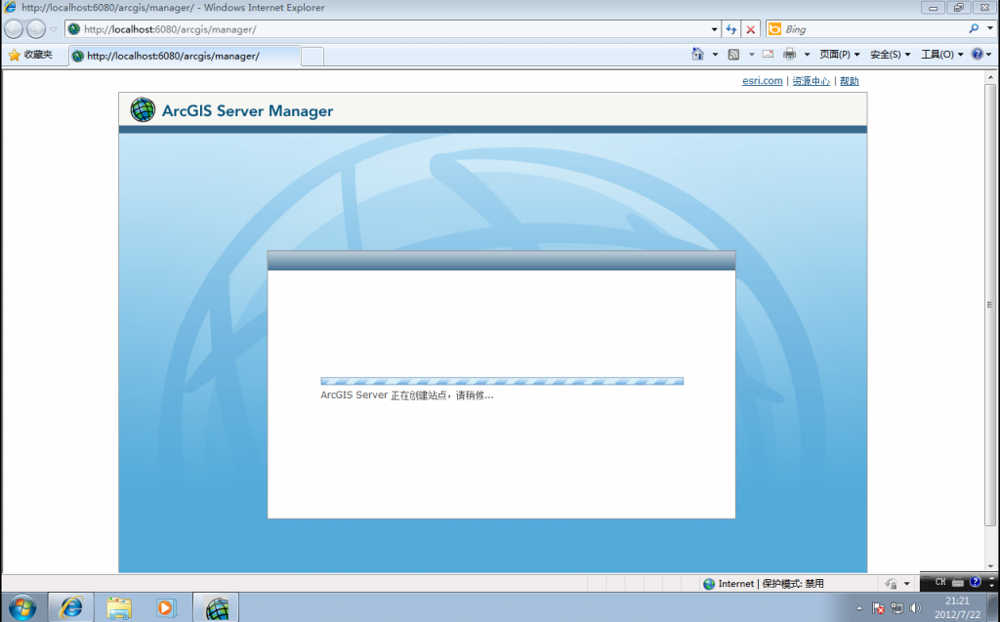 http://localhost:6080/arcgis/manager/ - Windows Internet Explorer
http://localhost:6080/arcgis/manager/
Bing
收藏夹
http://localhost:6080/arcgis/manager/
页面(P)
安全(S)
工具(O)
esri.com | 资源中心 | 帮助
ArcGIS Server Manager
ArcGIS Server 正在创建站点，请稍候...
Internet | 保护模式: 禁用
CH
21:21
2012/7/22